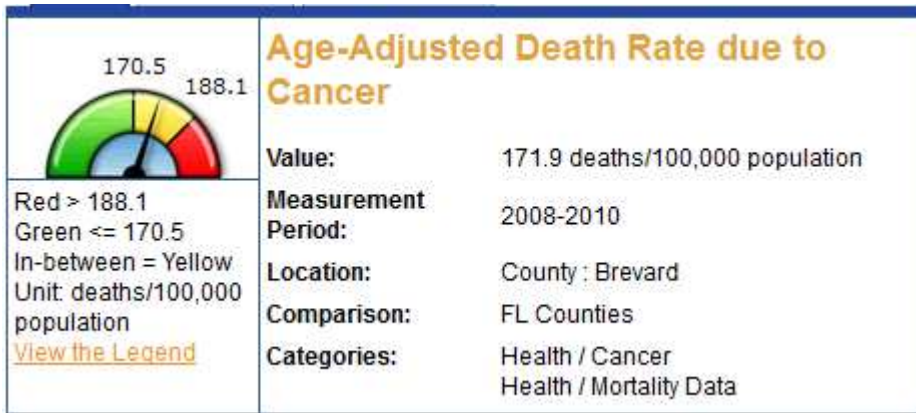 170.5
188.1
Red > 188.1
Green <= 170.5
In-between = Yellow
Unit: deaths/100,000
population
View the Legend
Age-Adjusted Death Rate due to
Cancer
Value: 171.9 deaths/100,000 population
Measurement
Period: 2008-2010
Location: County : Brevard
Comparison: FL Counties
Categories: Health / Cancer
Health / Mortality Data